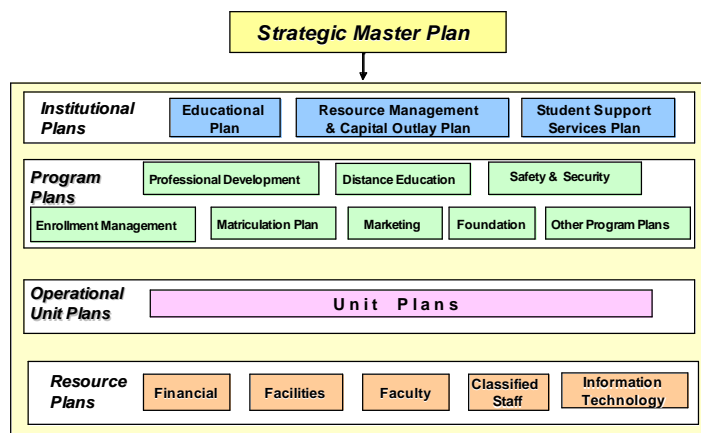 Strategic Master Plan
Institutional
Plans
Educational
Plan
Resource Management
& Capital Outlay Plan
Student Support
Services Plan
Program
Plans
Professional Development
Distance Education
Safety & Security
Enrollment Management
Matriculation Plan
Marketing
Foundation
Other Program Plans
Operational
Unit Plans
Unit Plans
Resource
Plans
Financial
Facilities
Faculty
Classified
Staff
Information
Technology